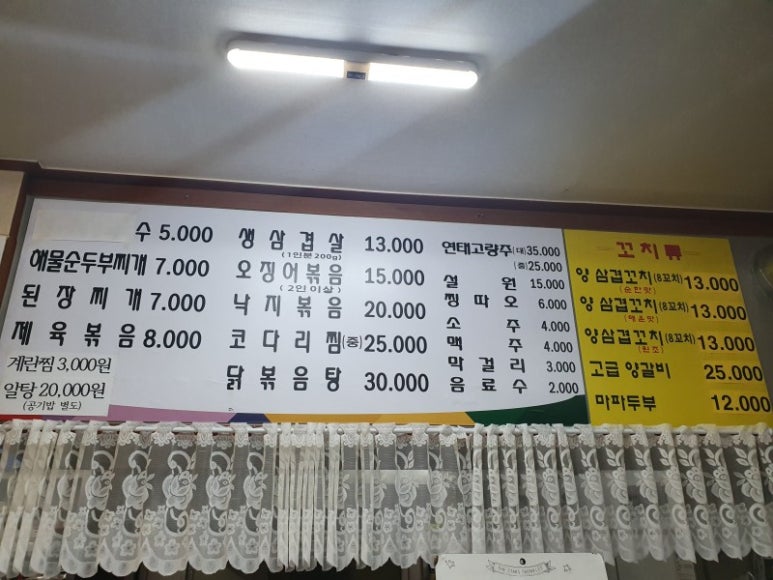 수 5.000
해물순두부찌개 7.000
된장찌개 7.000
제육볶음 8.000
계란찜 3,000원
알탕 20,000원
(공기밥 별도)
생삼겹살 13.000
(1인분 200g)
오징어볶음 15.000
(2인 이상)
낙지볶음 20.000
코다리찜(중) 25.000
닭볶음탕 30.000
연태고량주(대) 35.000
(중) 25.000
설원 15.000
찡따오 6.000
소주 4.000
맥주 4.000
막걸리 3.000
음료수 2.000
꼬치류
양 삼겹꼬치(8꼬치) 13.000
(순한맛)
양 삼겹꼬치(8꼬치) 13.000
(매운맛)
양삼겹꼬치(8꼬치) 13.000
(원조)
고급 양갈비 25.000
마파두부 12.000